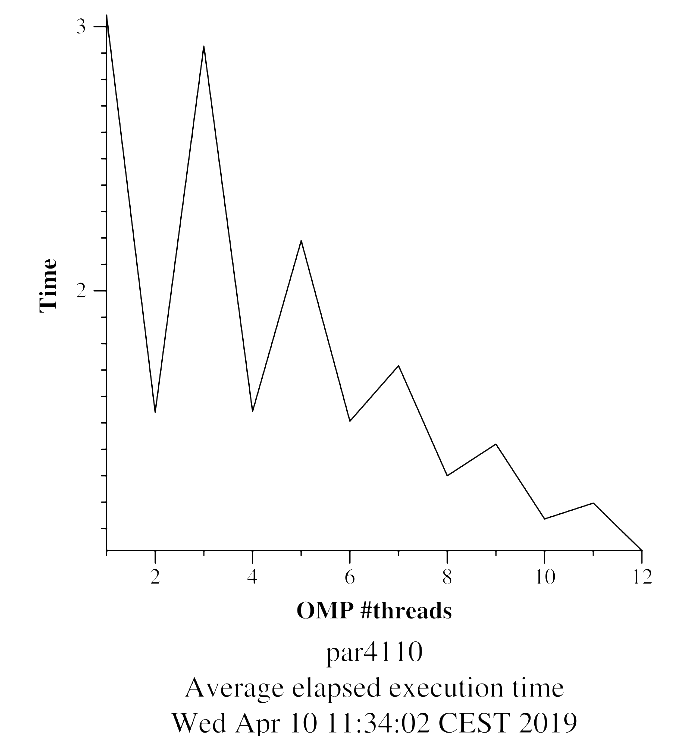 3
Time
2
2 4 6 8 10 12
OMP #threads
par4110
Average elapsed execution time
Wed Apr 10 11:34:02 CEST 2019